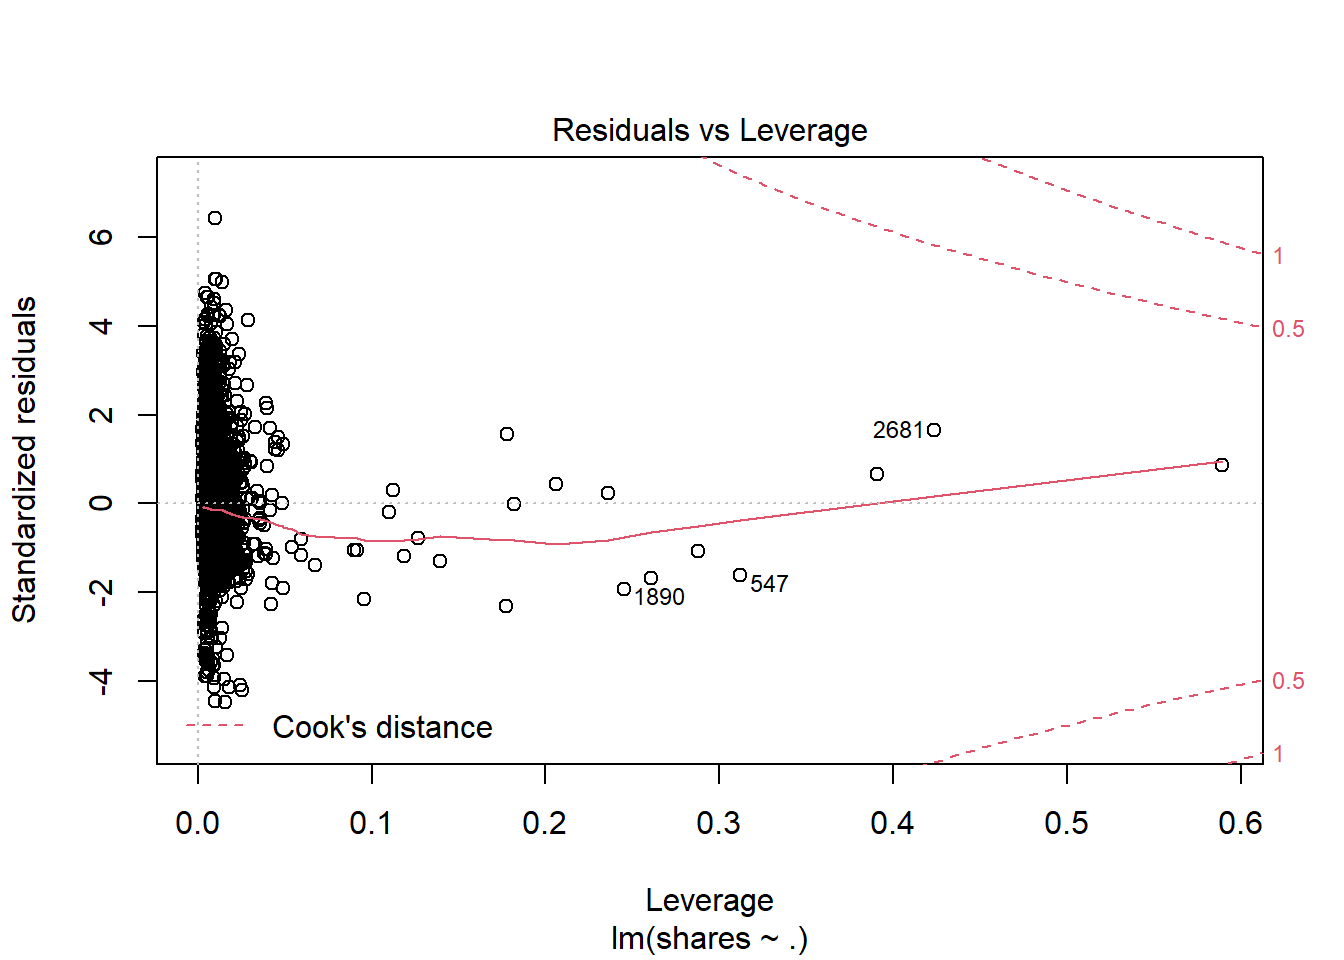 Residuals vs Leverage
Standardized residuals
6
4
2
0
-2
-4
1
0.5
0.5
1
2681
1890
547
Cook's distance
0.0 0.1 0.2 0.3 0.4 0.5 0.6
Leverage
lm(shares ~ .)